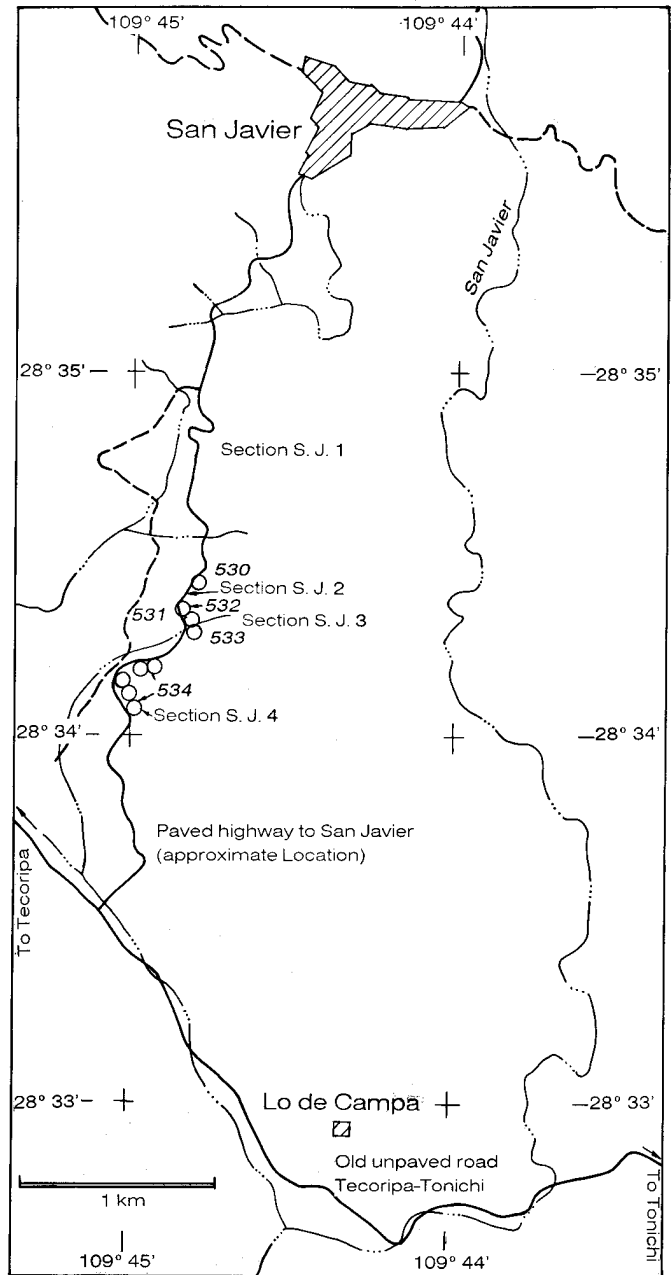 109° 45'
109° 44'
San Javier
San Javier
28° 35'
28° 35'
Section S. J. 1
530
Section S. J. 2
531
532
Section S. J. 3
533
534
Section S. J. 4
28° 34'
28° 34'
Paved highway to San Javier
(approximate Location)
To Tecoripa
28° 33'
Lo de Campa
28° 33'
Old unpaved road
Tecoripa-Tonichi
1 km
To Tonichi
109° 45'
109° 44'